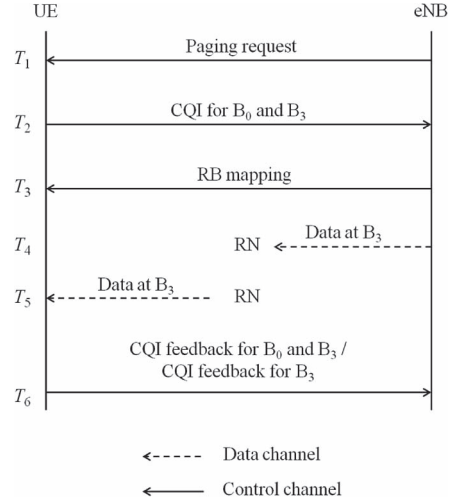 UE eNB
T1 Paging request
T2 CQI for B0 and B3
T3 RB mapping
T4 RN Data at B3
T5 Data at B3 RN
CQI feedback for B0 and B3 /
CQI feedback for B3
T6
Data channel
Control channel